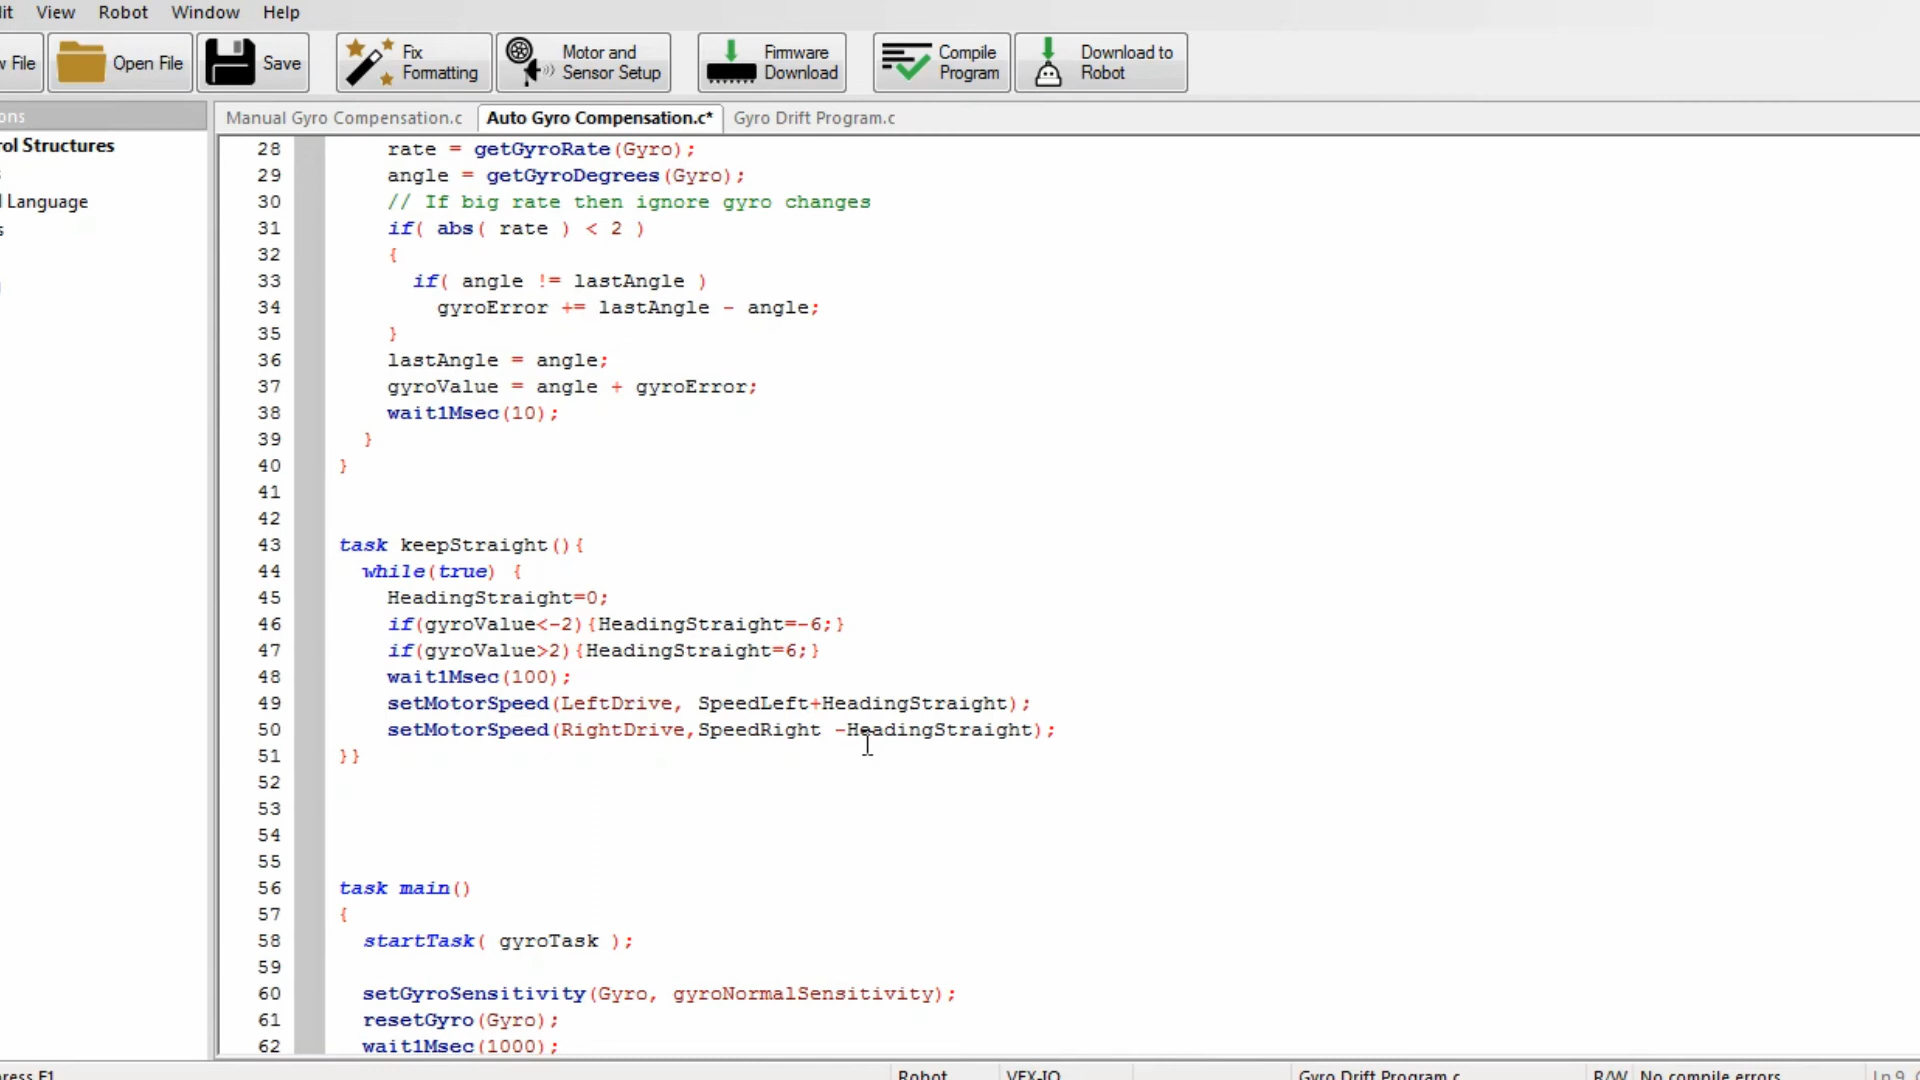 View Robot Window Help
File Open File Save Fix Formatting Motor and Sensor Setup Firmware Download Compile Program Download to Robot
Manual Gyro Compensation.c Auto Gyro Compensation.c* Gyro Drift Program.c
Structures
Language
28 rate = getGyroRate(Gyro);
29 angle = getGyroDegrees(Gyro);
30 // If big rate then ignore gyro changes
31 if( abs( rate ) < 2 )
32 {
33 if( angle != lastAngle )
34 gyroError += lastAngle - angle;
35 }
36 lastAngle = angle;
37 gyroValue = angle + gyroError;
38 wait1Msec(10);
39 }
40 }
41
42
43 task keepStraight(){
44 while(true) {
45 HeadingStraight=0;
46 if(gyroValue<-2){HeadingStraight=-6;}
47 if(gyroValue>2){HeadingStraight=6;}
48 wait1Msec(100);
49 setMotorSpeed(LeftDrive, SpeedLeft+HeadingStraight);
50 setMotorSpeed(RightDrive,SpeedRight -HeadingStraight);
51 }}
52
53
54
55
56 task main()
57 {
58 startTask( gyroTask );
59
60 setGyroSensitivity(Gyro, gyroNormalSensitivity);
61 resetGyro(Gyro);
62 wait1Msec(1000);
F1 Robot VEX-IQ Gyro Drift Program.c R/W No compile errors